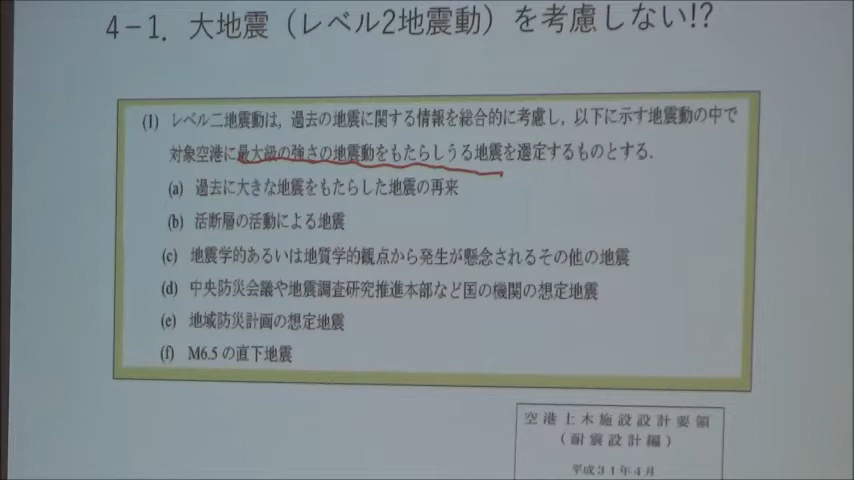 4－1．大地震（レベル2地震動）を考慮しない!?
(1) レベル二地震動は，過去の地震に関する情報を総合的に考慮し，以下に示す地震動の中で
対象空港に最大級の強さの地震動をもたらしうる地震を選定するものとする．
(a) 過去に大きな地震をもたらした地震の再来
(b) 活断層の活動による地震
(c) 地震学的あるいは地質学的観点から発生が懸念されるその他の地震
(d) 中央防災会議や地震調査研究推進本部など国の機関の想定地震
(e) 地域防災計画の想定地震
(f) M6.5 の直下地震
空港土木施設設計要領
（耐震設計編）
平成31年4月